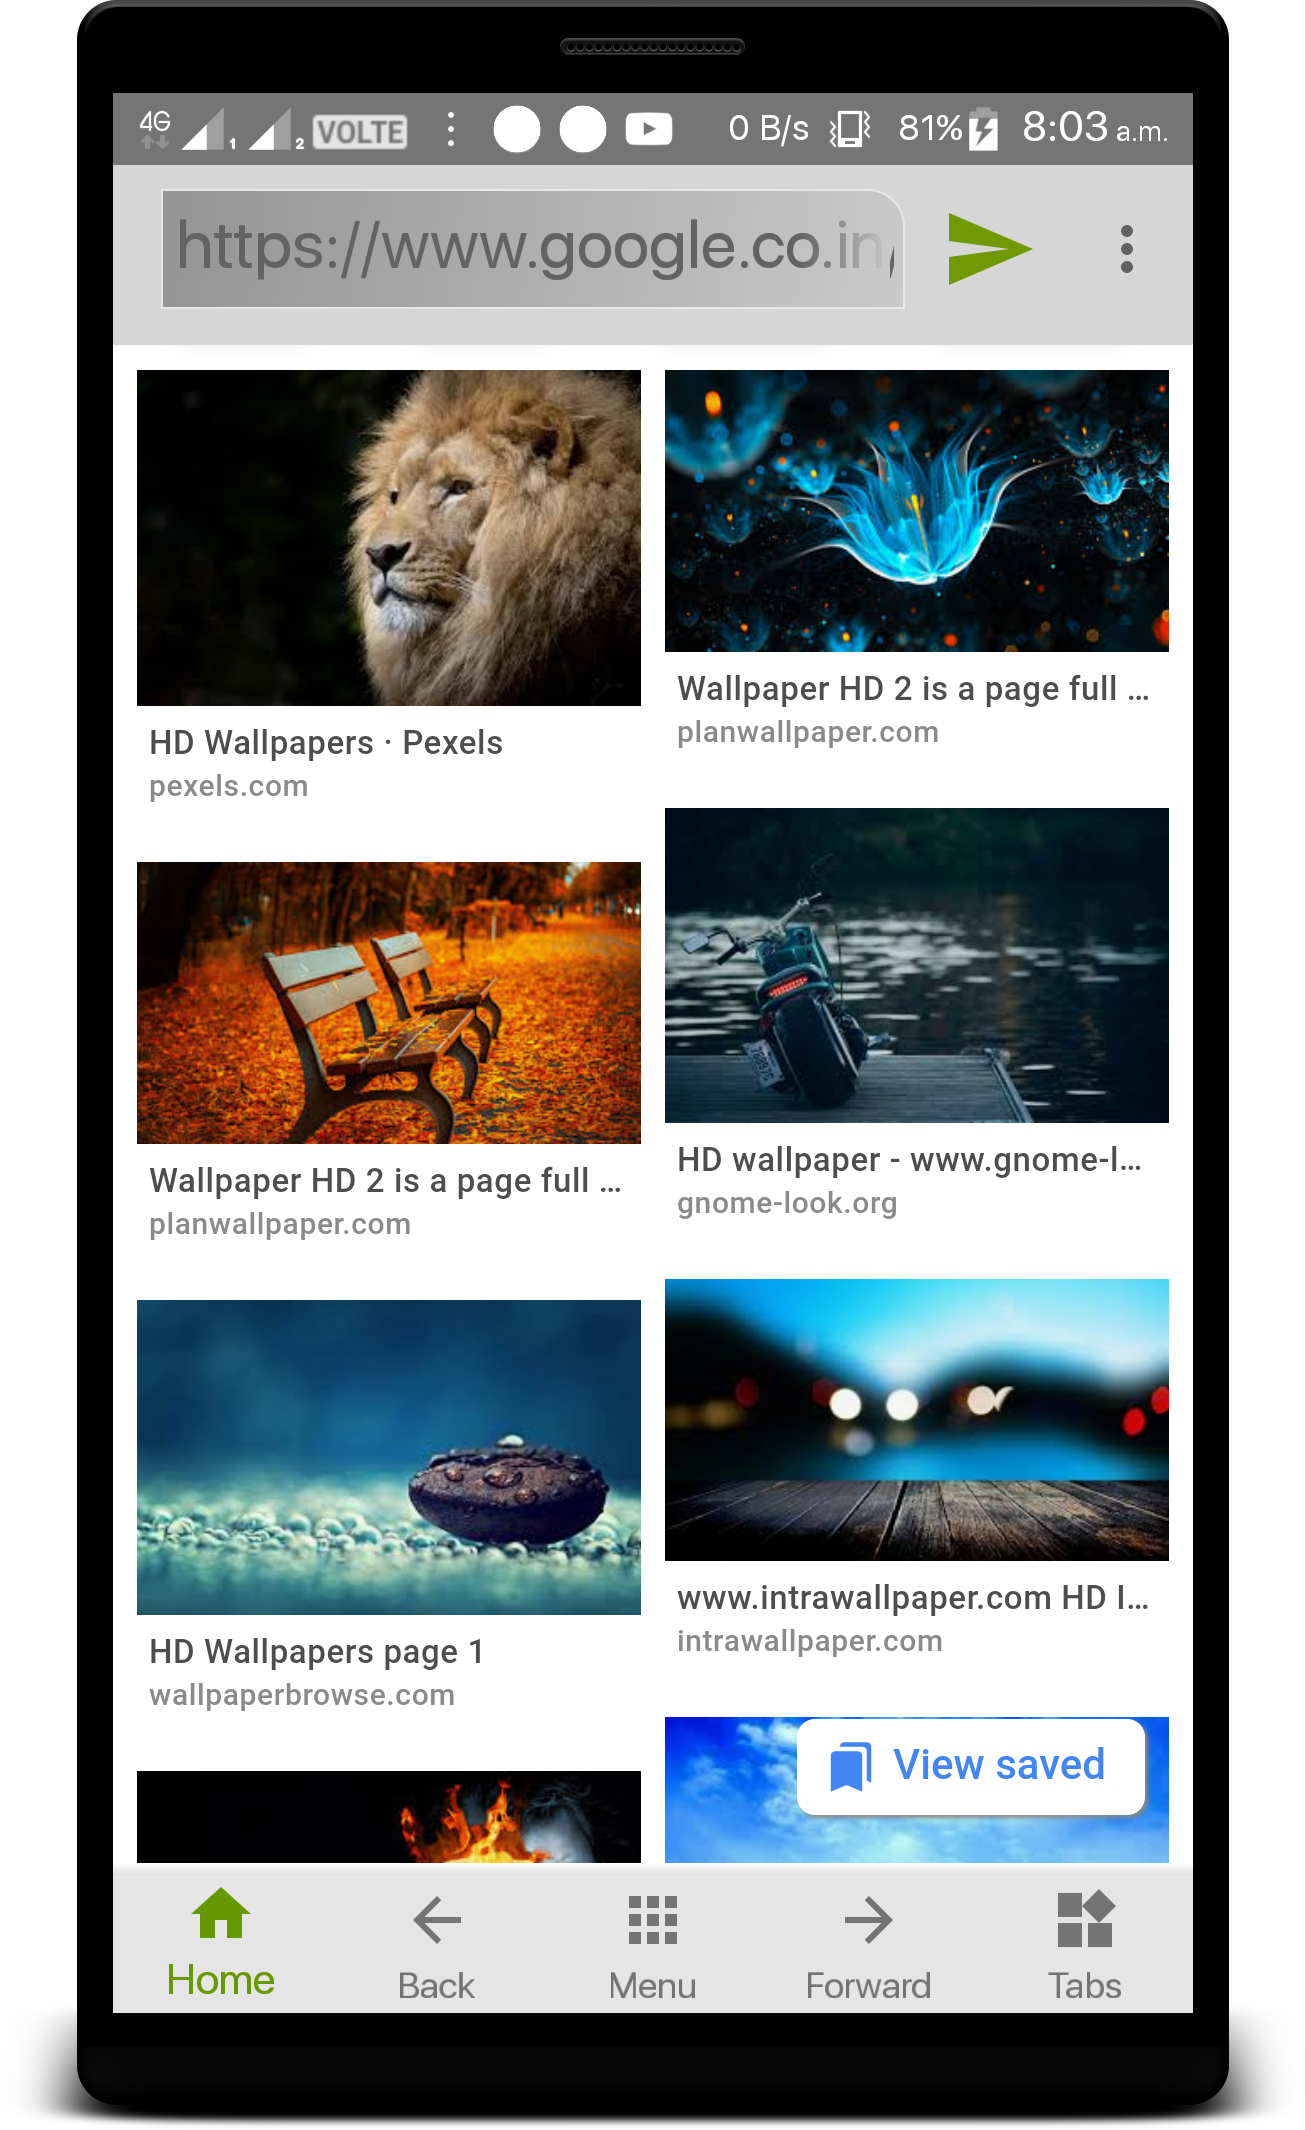 4G 1 2 VOLTE 0 B/s 81% 8:03 a.m.
https://www.google.co.in
HD Wallpapers · Pexels
pexels.com
Wallpaper HD 2 is a page full ...
planwallpaper.com
Wallpaper HD 2 is a page full ...
planwallpaper.com
HD wallpaper - www.gnome-l...
gnome-look.org
HD Wallpapers page 1
wallpaperbrowse.com
www.intrawallpaper.com HD I...
intrawallpaper.com
View saved
Home
Back
Menu
Forward
Tabs